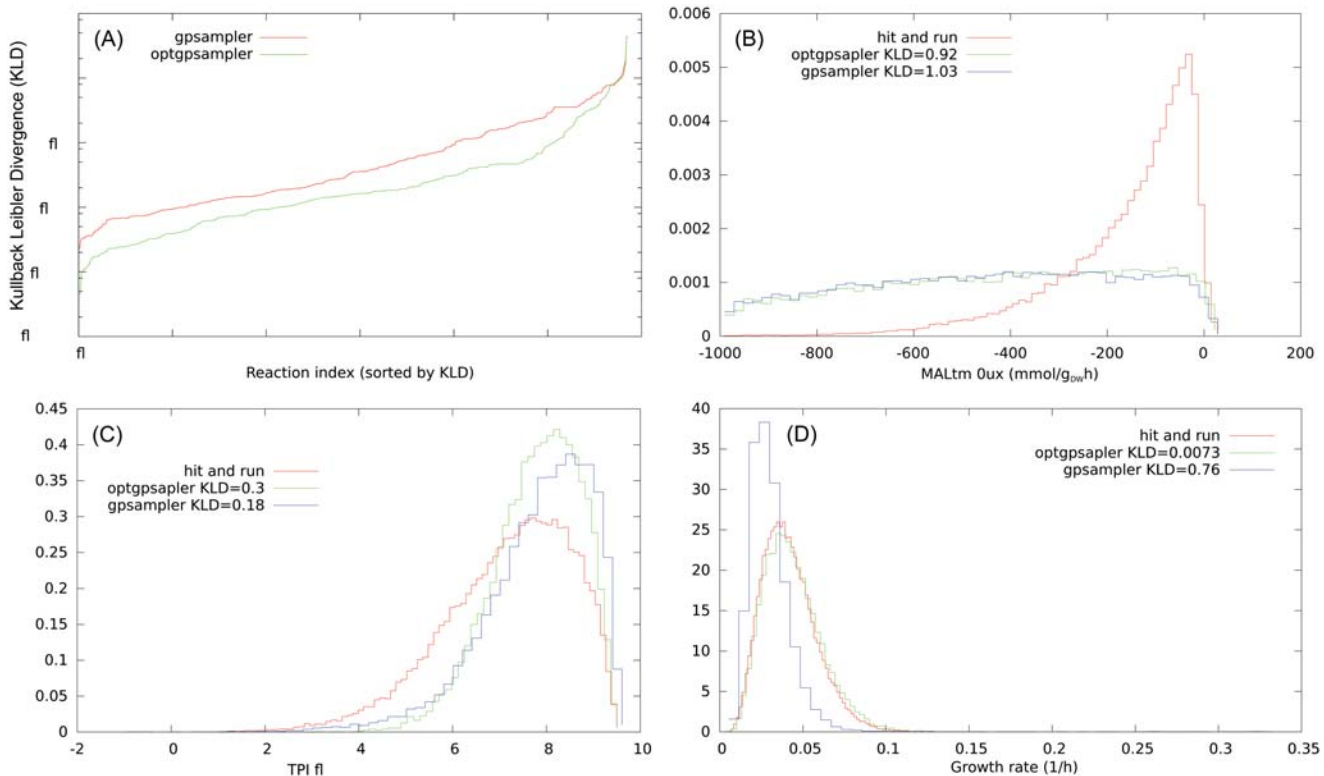 (A)
gpsampler
optgpsampler
Kullback Leibler Divergence (KLD)
fl
fl
fl
fl
fl
Reaction index (sorted by KLD)
(B)
hit and run
optgpsapler KLD=0.92
gpsampler KLD=1.03
0.006
0.005
0.004
0.003
0.002
0.001
0
-1000
-800
-600
-400
-200
0
200
MALtm 0ux (mmol/gDWh)
(C)
hit and run
optgpsapler KLD=0.3
gpsampler KLD=0.18
0.45
0.4
0.35
0.3
0.25
0.2
0.15
0.1
0.05
0
-2
0
2
4
6
8
10
TPI fl
(D)
hit and run
optgpsapler KLD=0.0073
gpsampler KLD=0.76
40
35
30
25
20
15
10
5
0
0
0.05
0.1
0.15
0.2
0.25
0.3
0.35
Growth rate (1/h)